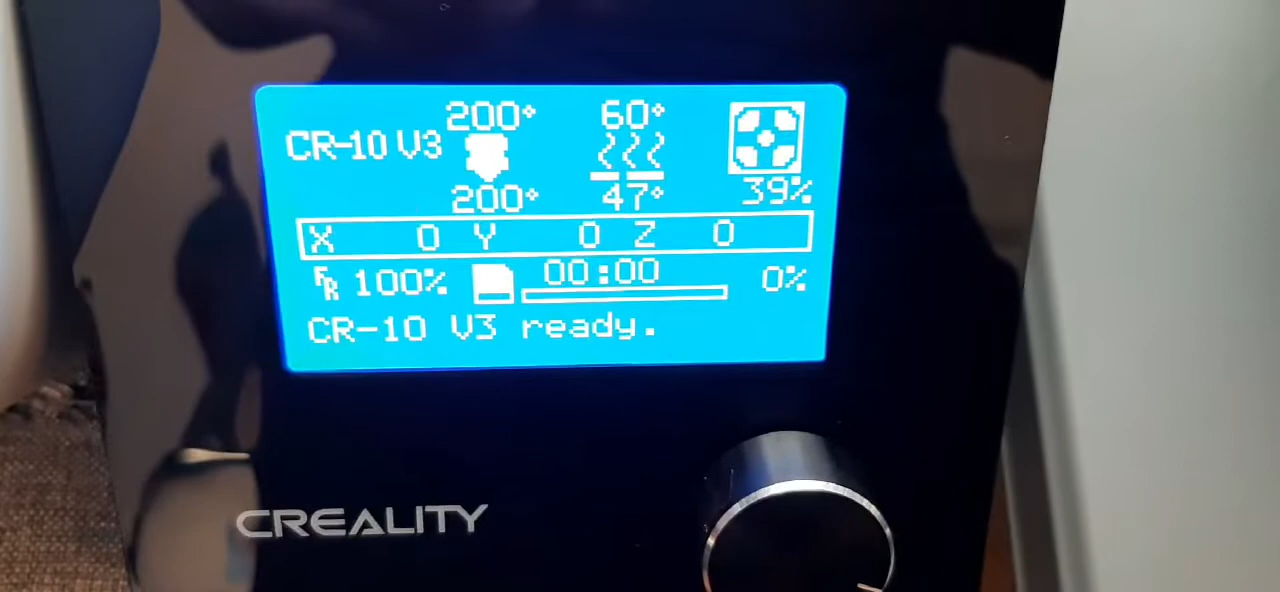 200° 60°
CR-10 V3
200° 47° 39%
X 0 Y 0 Z 0
FR 100% 00:00 0%
CR-10 V3 ready.
CREALITY